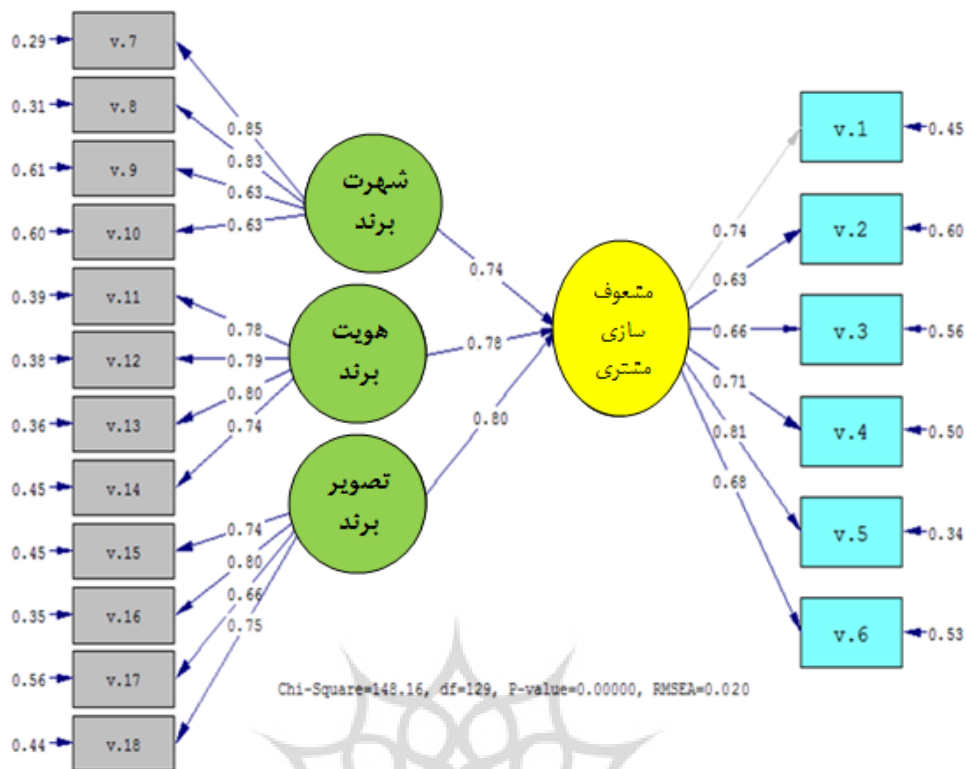 0.29
v.7
0.31
v.8
0.61
v.9
0.60
v.10
0.39
v.11
0.38
v.12
0.36
v.13
0.45
v.14
0.45
v.15
0.35
v.16
0.56
v.17
0.44
v.18
0.85
0.83
0.63
0.63
0.78
0.79
0.80
0.74
0.74
0.80
0.66
0.75
شهرت
برند
هویت
برند
تصویر
برند
0.74
0.78
0.80
متعوف
سازی
مشتری
0.74
0.63
0.66
0.71
0.81
0.68
v.1
0.45
v.2
0.60
v.3
0.56
v.4
0.50
v.5
0.34
v.6
0.53
Chi-Square=148.16, df=129, P-value=0.00000, RMSEA=0.020